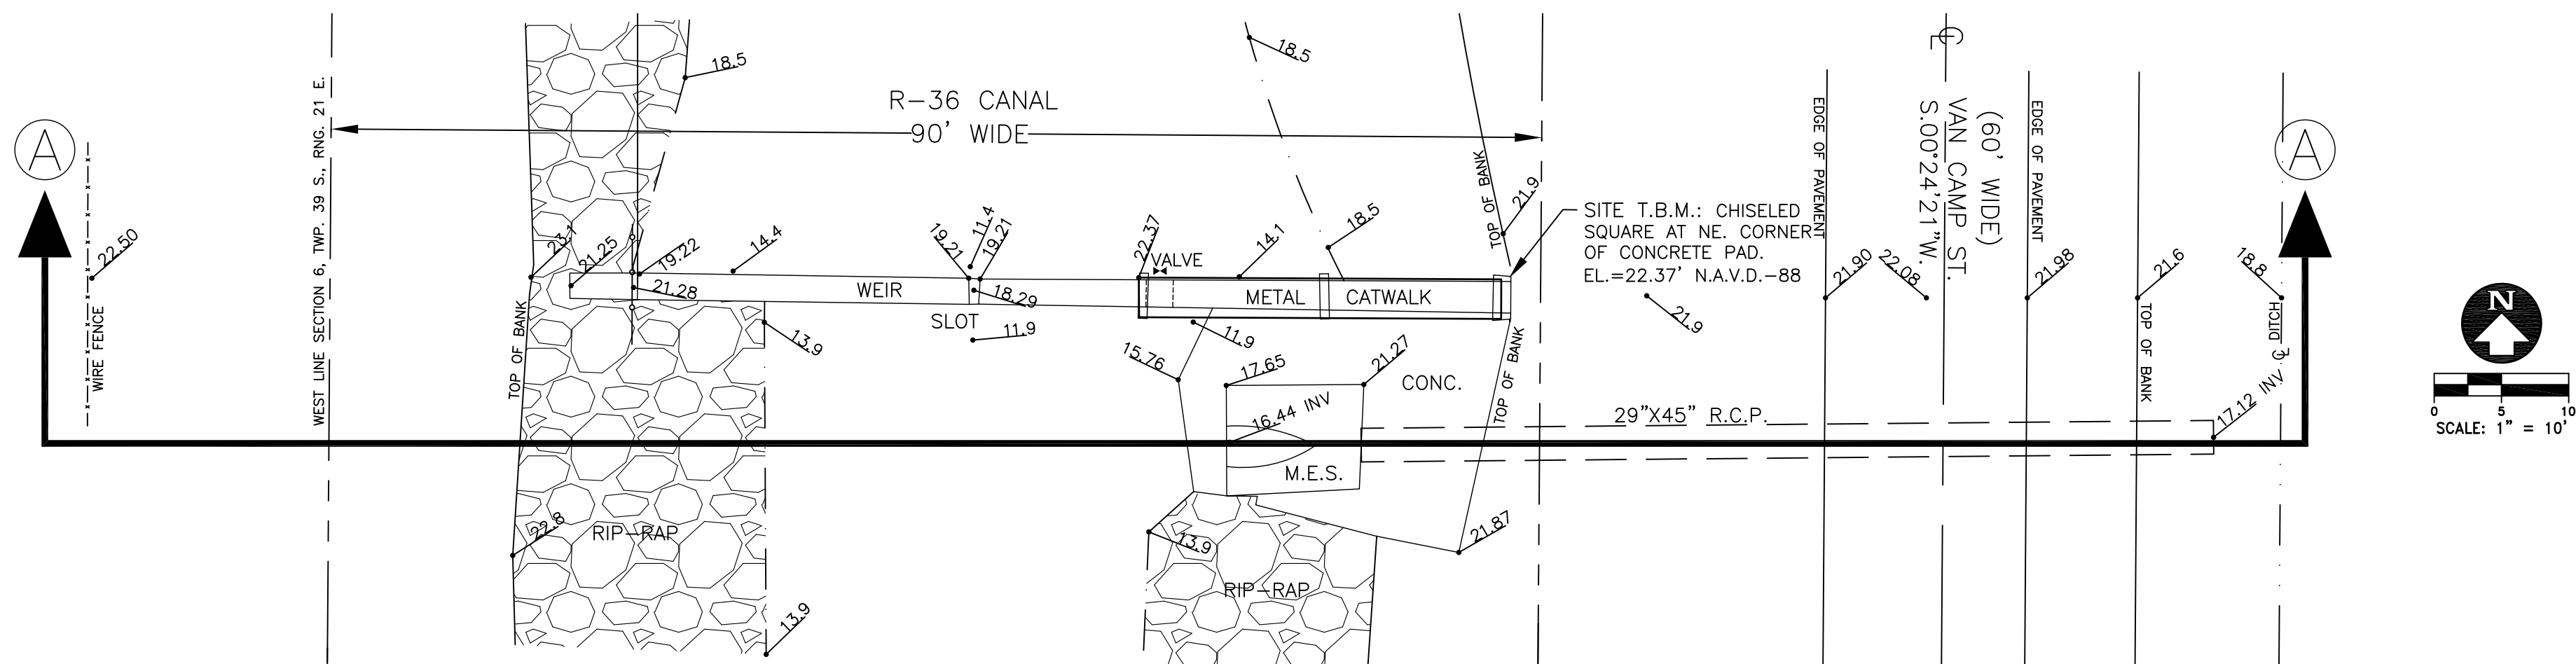 A
WIRE FENCE
22.50
WEST LINE SECTION 6, TWP. 39 S., RNG. 21 E.
18.5
R-36 CANAL
90' WIDE
18.5
TOP OF BANK
23.1
21.25
19.22
21.28
14.4
19.21
11.4
19.21
18.29
WEIR
SLOT
11.9
22.37
VALVE
14.1
18.5
METAL
CATWALK
TOP OF BANK
21.9
SITE T.B.M.: CHISELED
SQUARE AT NE. CORNER
OF CONCRETE PAD.
EL.=22.37' N.A.V.D.-88
21.9
13.9
15.76
11.9
17.65
21.27
CONC.
TOP OF BANK
16.44 INV
M.E.S.
29"X45" R.C.P.
22.8
RIP-RAP
13.9
13.9
RIP-RAP
21.87
EDGE OF PAVEMENT
21.90
22.08
℄
(60' WIDE)
VAN CAMP ST.
S.00°24'21"W.
EDGE OF PAVEMENT
21.98
21.6
TOP OF BANK
18.8
℄ DITCH
17.12 INV
A
N
0 5 10
SCALE: 1" = 10'